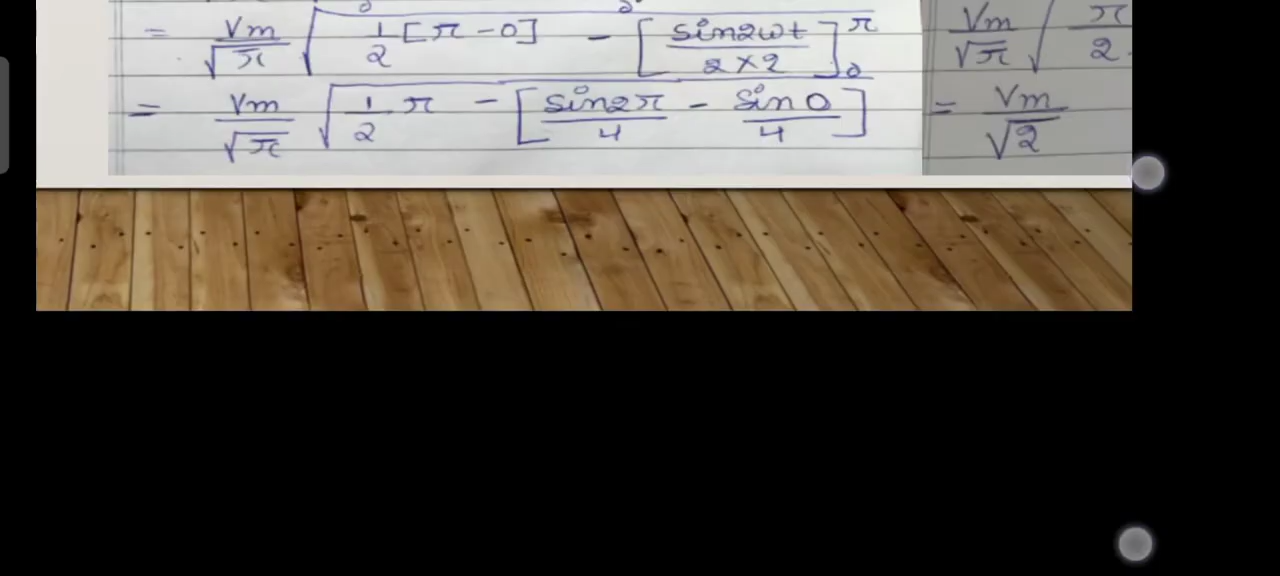 = Vm/√π √ 1/2 [π - 0] - [sin2ωt / 2×2]₀^π
= Vm/√π √ 1/2 π - [sin2π/4 - sin0/4]
Vm/√π √ π/2
= Vm/√2